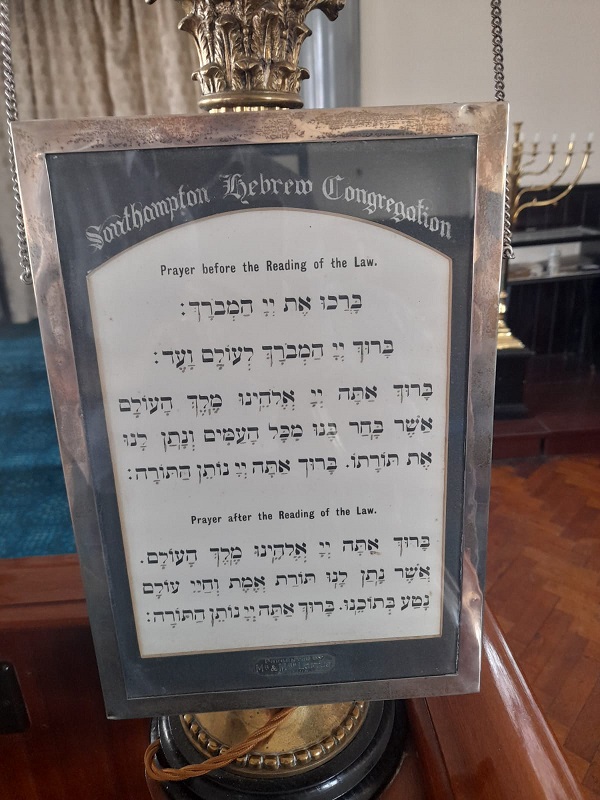 Southampton Hebrew Congregation
Prayer before the Reading of the Law.
בָּרְכוּ אֶת יְיָ הַמְבֹרָךְ:
בָּרוּךְ יְיָ הַמְבֹרָךְ לְעוֹלָם וָעֶד:
בָּרוּךְ אַתָּה יְיָ אֱלֹהֵינוּ מֶלֶךְ הָעוֹלָם
אֲשֶׁר בָּחַר בָּנוּ מִכָּל הָעַמִּים וְנָתַן לָנוּ
אֶת תּוֹרָתוֹ. בָּרוּךְ אַתָּה יְיָ נוֹתֵן הַתּוֹרָה:
Prayer after the Reading of the Law.
בָּרוּךְ אַתָּה יְיָ אֱלֹהֵינוּ מֶלֶךְ הָעוֹלָם.
אֲשֶׁר נָתַן לָנוּ תּוֹרַת אֱמֶת וְחַיֵּי עוֹלָם
נָטַע בְּתוֹכֵנוּ. בָּרוּךְ אַתָּה יְיָ נוֹתֵן הַתּוֹרָה: